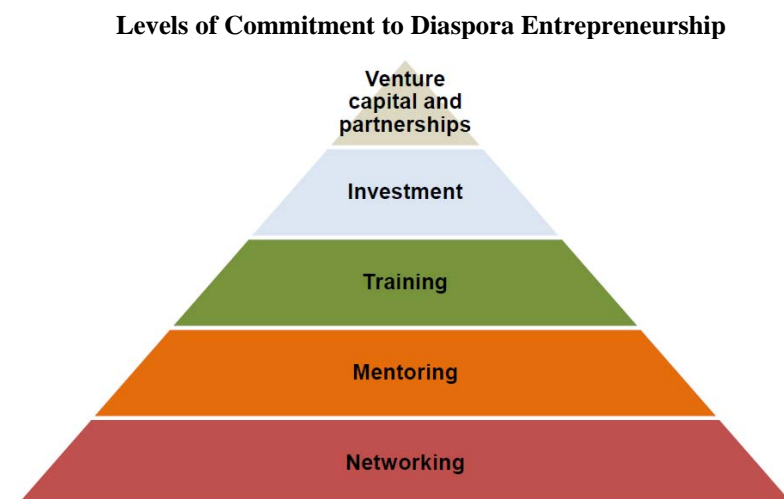 Levels of Commitment to Diaspora Entrepreneurship
Venture
capital and
partnerships
Investment
Training
Mentoring
Networking